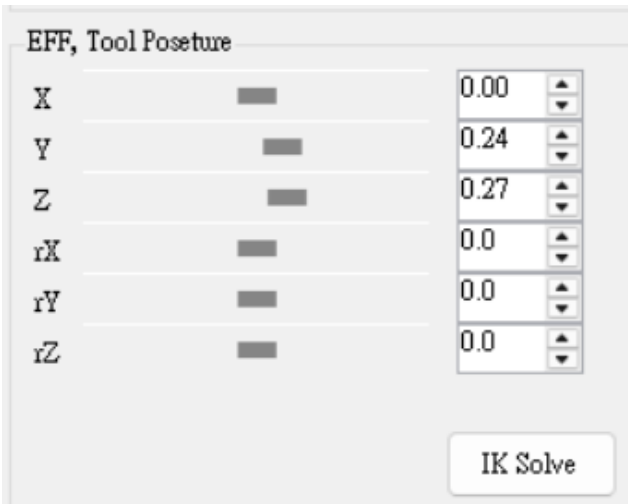 EFF, Tool Poseture
X 0.00
Y 0.24
Z 0.27
rX 0.0
rY 0.0
rZ 0.0
IK Solve